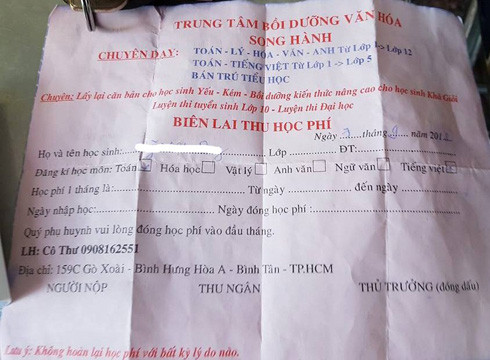 TRUNG TÂM BỒI DƯỠNG VĂN HÓA
SONG HÀNH
CHUYÊN DẠY: TOÁN - LÝ - HÓA - VĂN - ANH Từ Lớp 1 -> Lớp 12
TOÁN - TIẾNG VIỆT Từ Lớp 1 -> Lớp 5
BÁN TRÚ TIỂU HỌC
Chuyên: Lấy lại căn bản cho học sinh Yếu - Kém - Bồi dưỡng kiến thức nâng cao cho học sinh Khá Giỏi
Luyện thi tuyển sinh Lớp 10 - Luyện thi Đại học
BIÊN LAI THU HỌC PHÍ
Ngày 3 ...tháng 9 ...năm 201
Họ và tên học sinh: Lớp ĐT:
Đăng kí học môn: Toán Hóa học Vật lý Anh văn Ngữ văn Tiếng việt
Học phí 1 tháng là: Từ ngày đến ngày
Ngày nhập học: Ngày đóng học phí :
Quý phu huynh vui lòng đóng học phí vào đầu tháng.
LH: Cô Thư 0908162551
Địa chỉ: 159C Gò Xoài - Bình Hưng Hòa A - Bình Tân - TP.HCM
NGƯỜI NỘP THU NGÂN THỦ TRƯỞNG (đóng dấu)
Lưu ý: Không hoàn lại học phí với bất kỳ lý do nào.